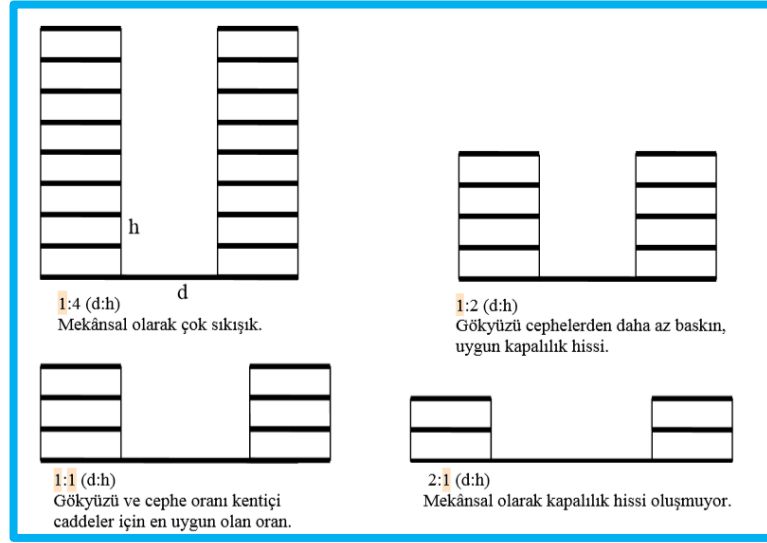 h
d
1:4 (d:h)
Mekânsal olarak çok sıkışık.
1:2 (d:h)
Gökyüzü cephelerden daha az baskın,
uygun kapalılık hissi.
1:1 (d:h)
Gökyüzü ve cephe oranı kentiçi
caddeler için en uygun olan oran.
2:1 (d:h)
Mekânsal olarak kapalılık hissi oluşmuyor.